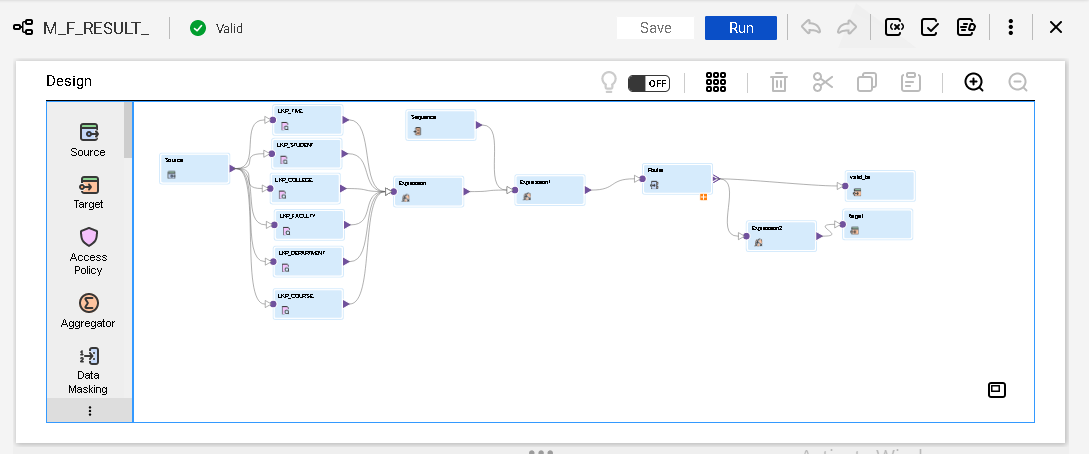 M_F_RESULT_
Valid
Save
Run
Design
OFF
Source
Target
Access
Policy
Aggregator
Data
Masking
Source
LKP_TIME
LKP_STUDENT
LKP_COLLEGE
LKP_FACULTY
LKP_DEPARTMENT
LKP_COURSE
Sequence
Expression
Expression1
Router
Expression2
Target